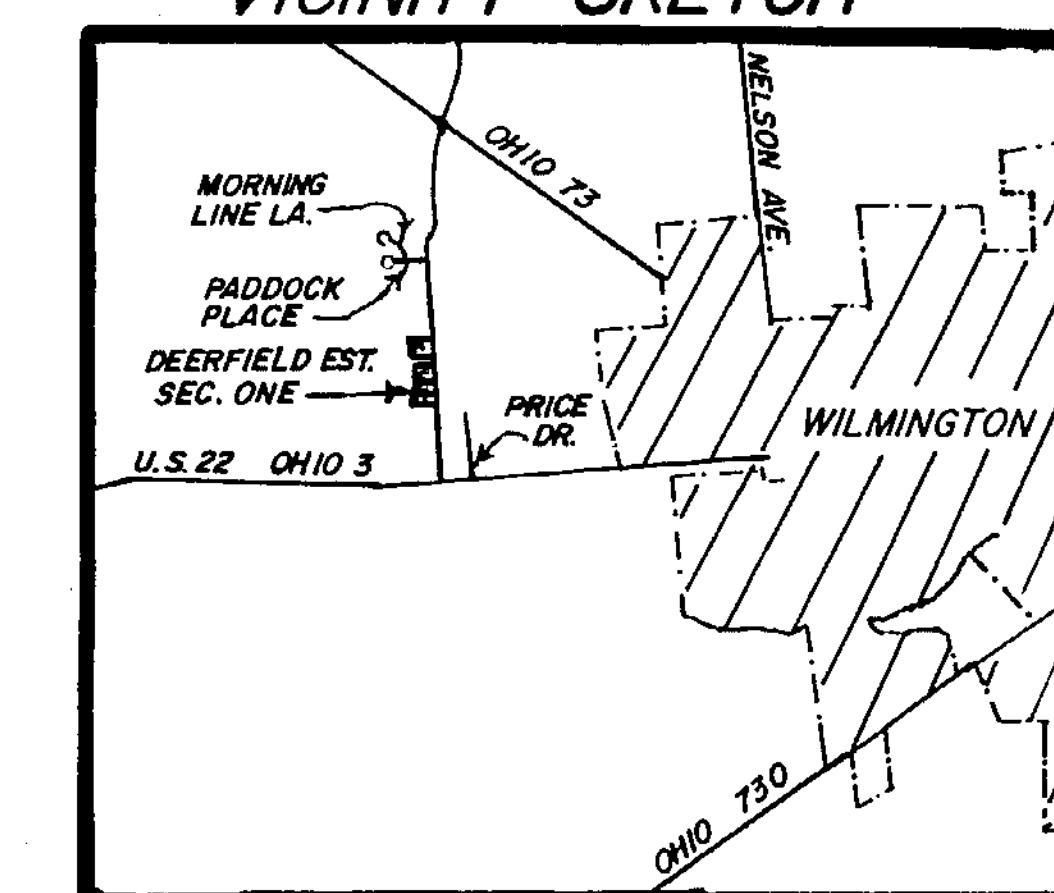 VICINITY SKETCH
NELSON AVE.
OHIO 73
MORNING
LINE LA.
PADDOCK
PLACE
DEERFIELD EST.
SEC. ONE
PRICE
DR.
WILMINGTON
U.S. 22 OHIO 3
OHIO 730